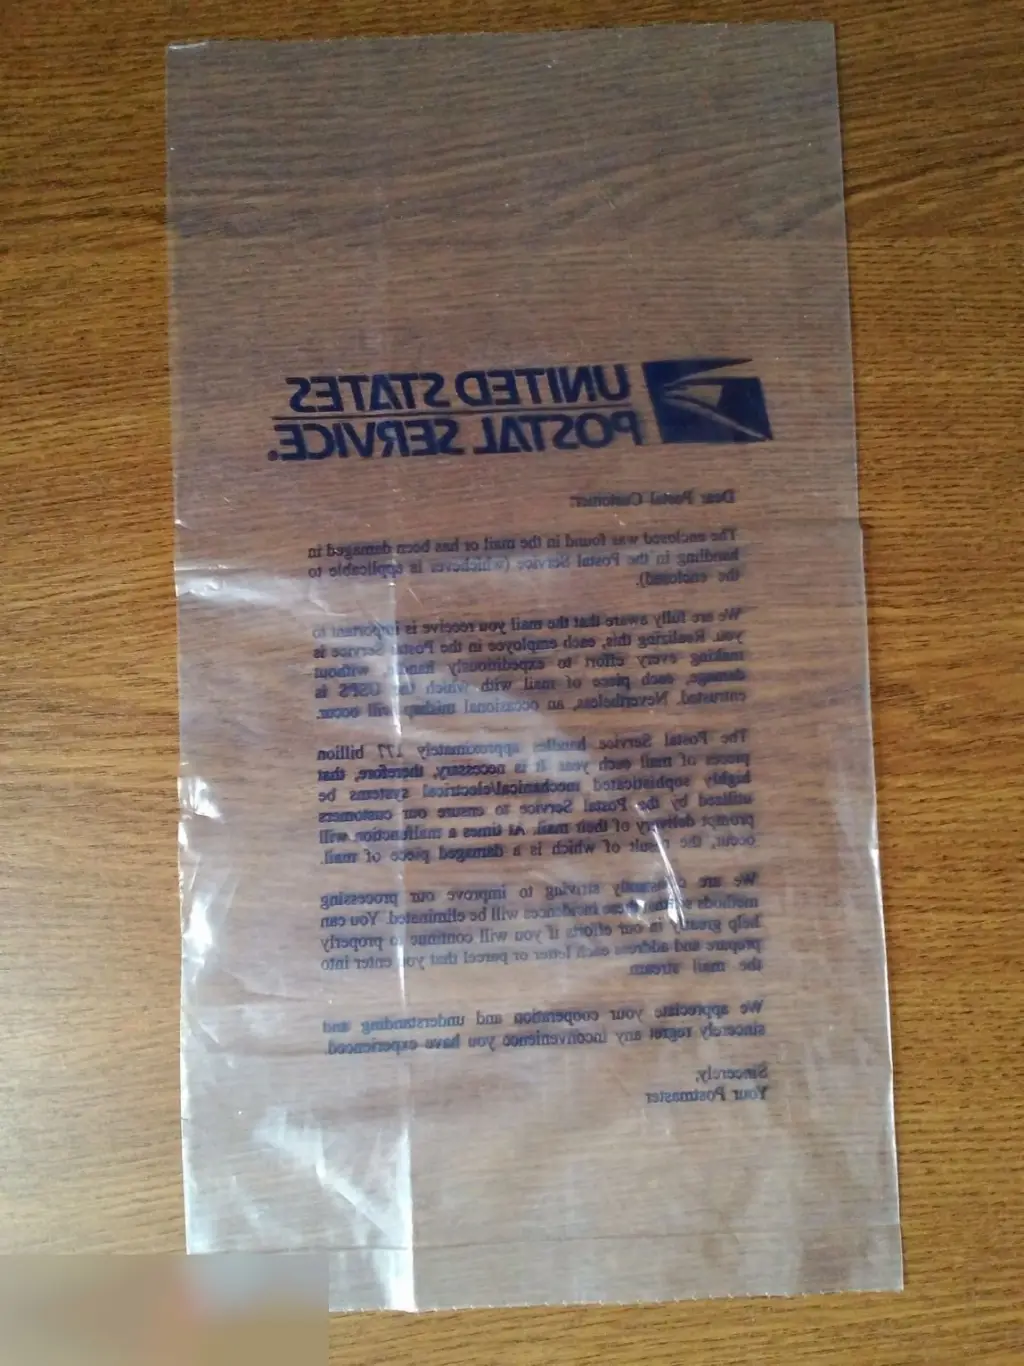 UNITED STATES
POSTAL SERVICE.
Dear Postal Customer:
The enclosed was found in the mail or has been damaged in
handling in the Postal Service (whichever is applicable to
the enclosed).
We are fully aware that the mail you receive is important to
you. Realizing this, each employee in the Postal Service is
making every effort to expeditiously handle, without
damage, each piece of mail with which the USPS is
entrusted. Nevertheless, an occasional mishap will occur.
The Postal Service handles approximately 177 billion
pieces of mail each year. It is necessary, therefore, that
highly sophisticated mechanical/electrical systems be
utilized by the Postal Service to ensure our customers
prompt delivery of their mail. At times a malfunction will
occur, the result of which is a damaged piece of mail.
We are constantly striving to improve our processing
methods so that these incidences will be eliminated. You can
help greatly in our efforts if you will continue to properly
prepare and address each letter or parcel that you enter into
the mail stream.
We appreciate your cooperation and understanding and
sincerely regret any inconvenience you have experienced.
Sincerely,
Your Postmaster